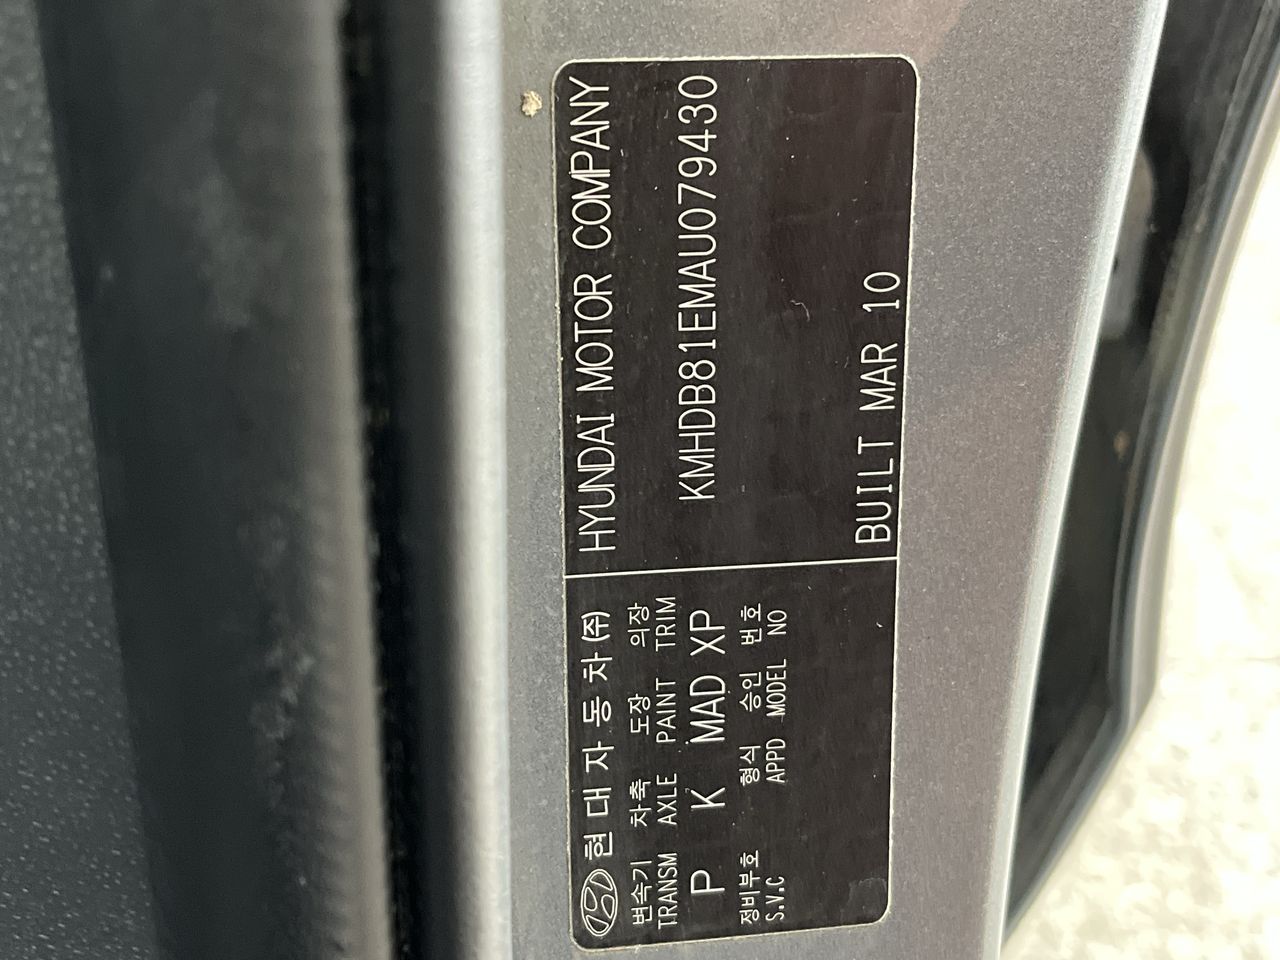 현대자동차(주)
변속기 차축 도장 의장
TRANSM AXLE PAINT TRIM
P K MAD XP
정비부호 형식 승인 번호
S.V.C APPD MODEL NO
HYUNDAI MOTOR COMPANY
KMHDB81EMAU079430
BUILT MAR 10